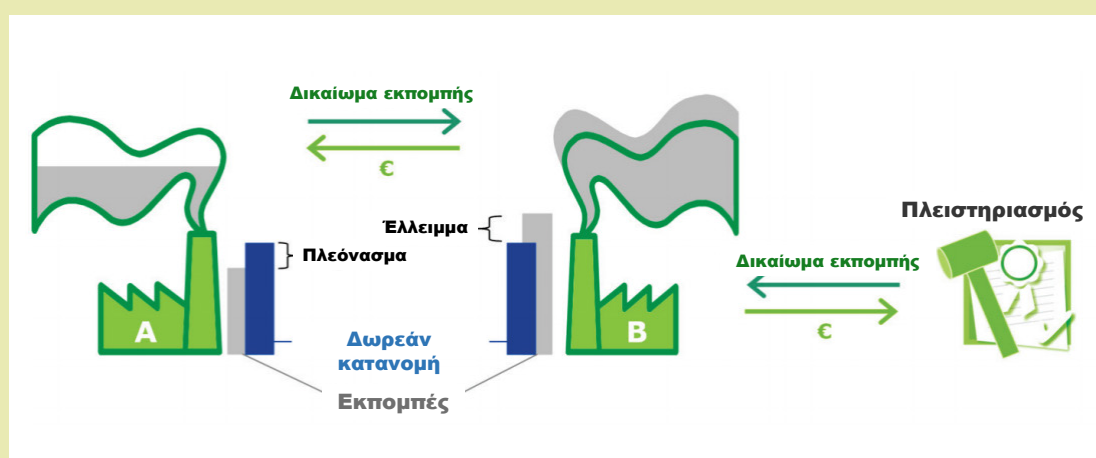 Δικαίωμα εκπομπής
€
Έλλειμμα
Πλεόνασμα
Πλειστηριασμός
Δικαίωμα εκπομπής
€
A
B
Δωρεάν
κατανομή
Εκπομπές